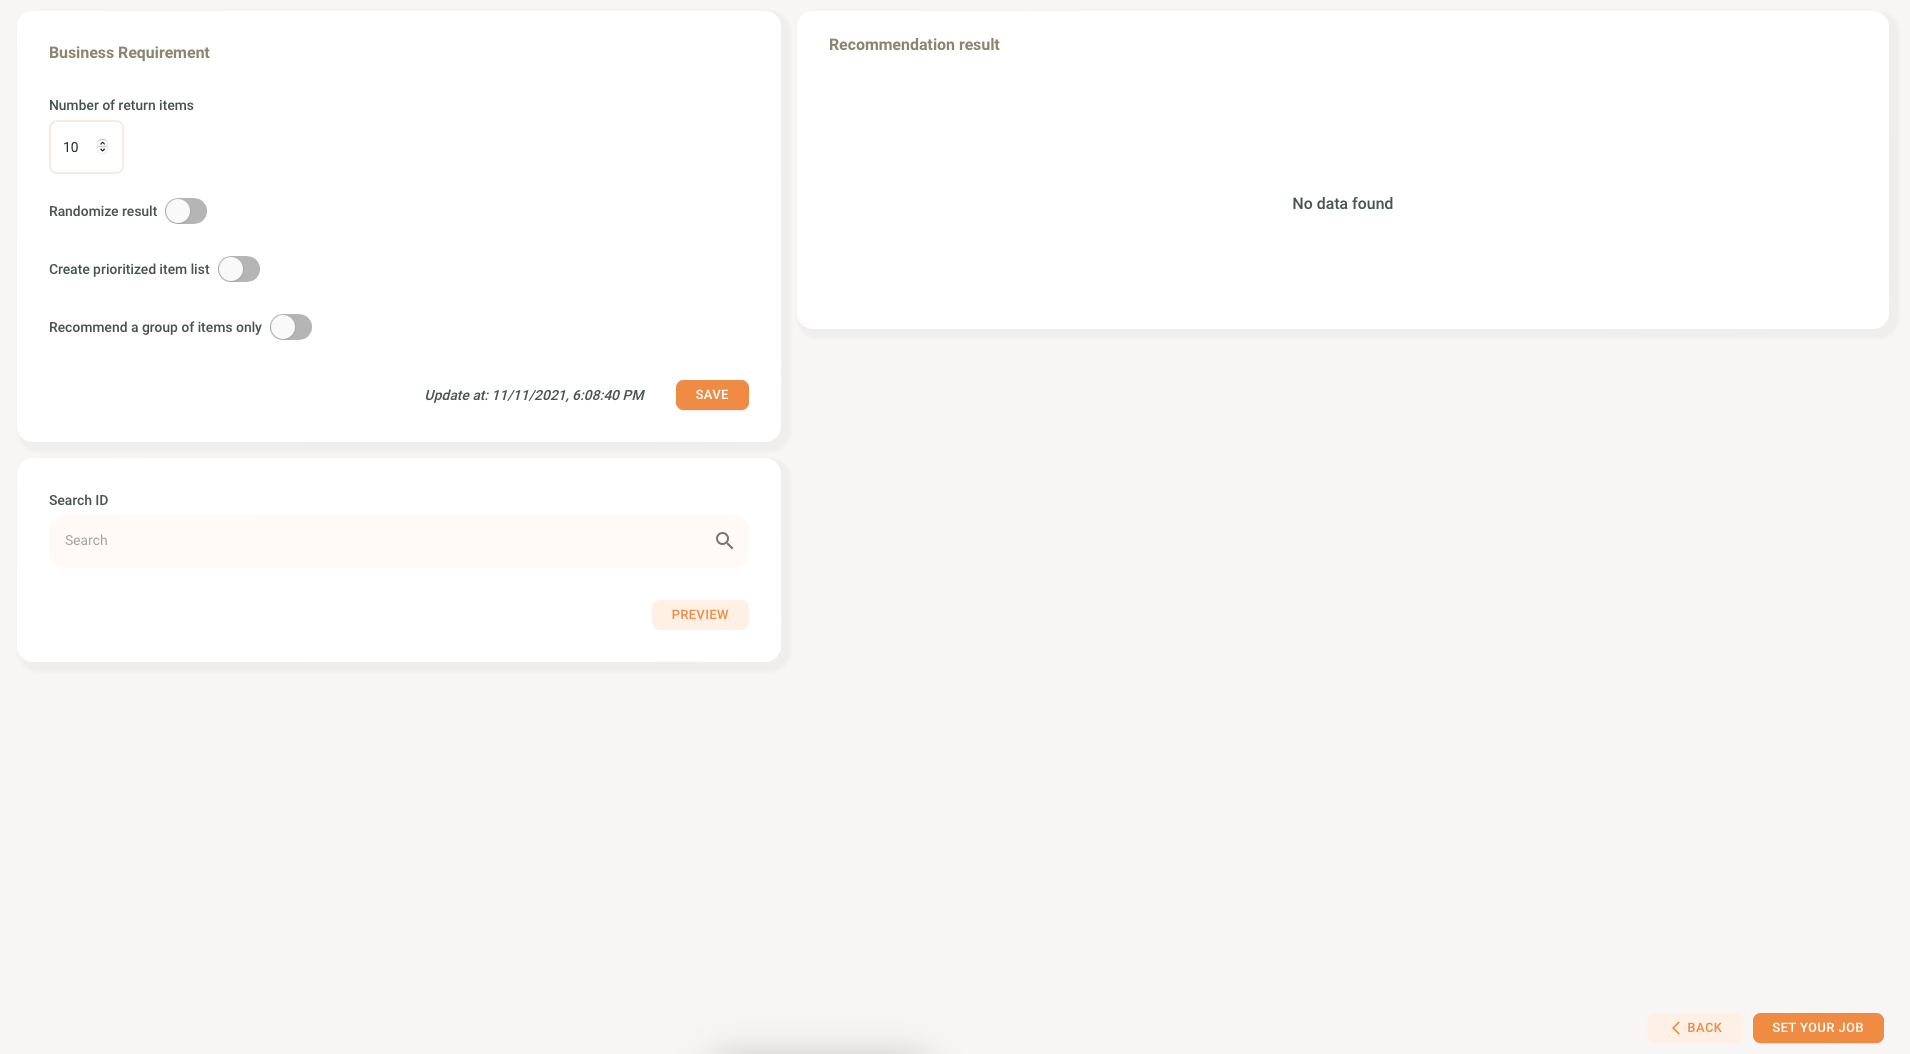 Business Requirement
Number of return items
10
Randomize result
Create prioritized item list
Recommend a group of items only
Update at: 11/11/2021, 6:08:40 PM
SAVE
Search ID
Search
PREVIEW
Recommendation result
No data found
BACK
SET YOUR JOB